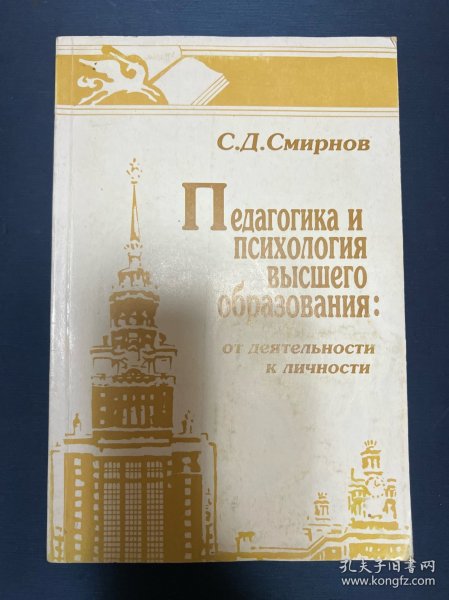 С.Д.Смирнов
Педагогика и
психология
высшего
образования:
от деятельности
к личности
孔夫子旧书网
www.kongfz.com